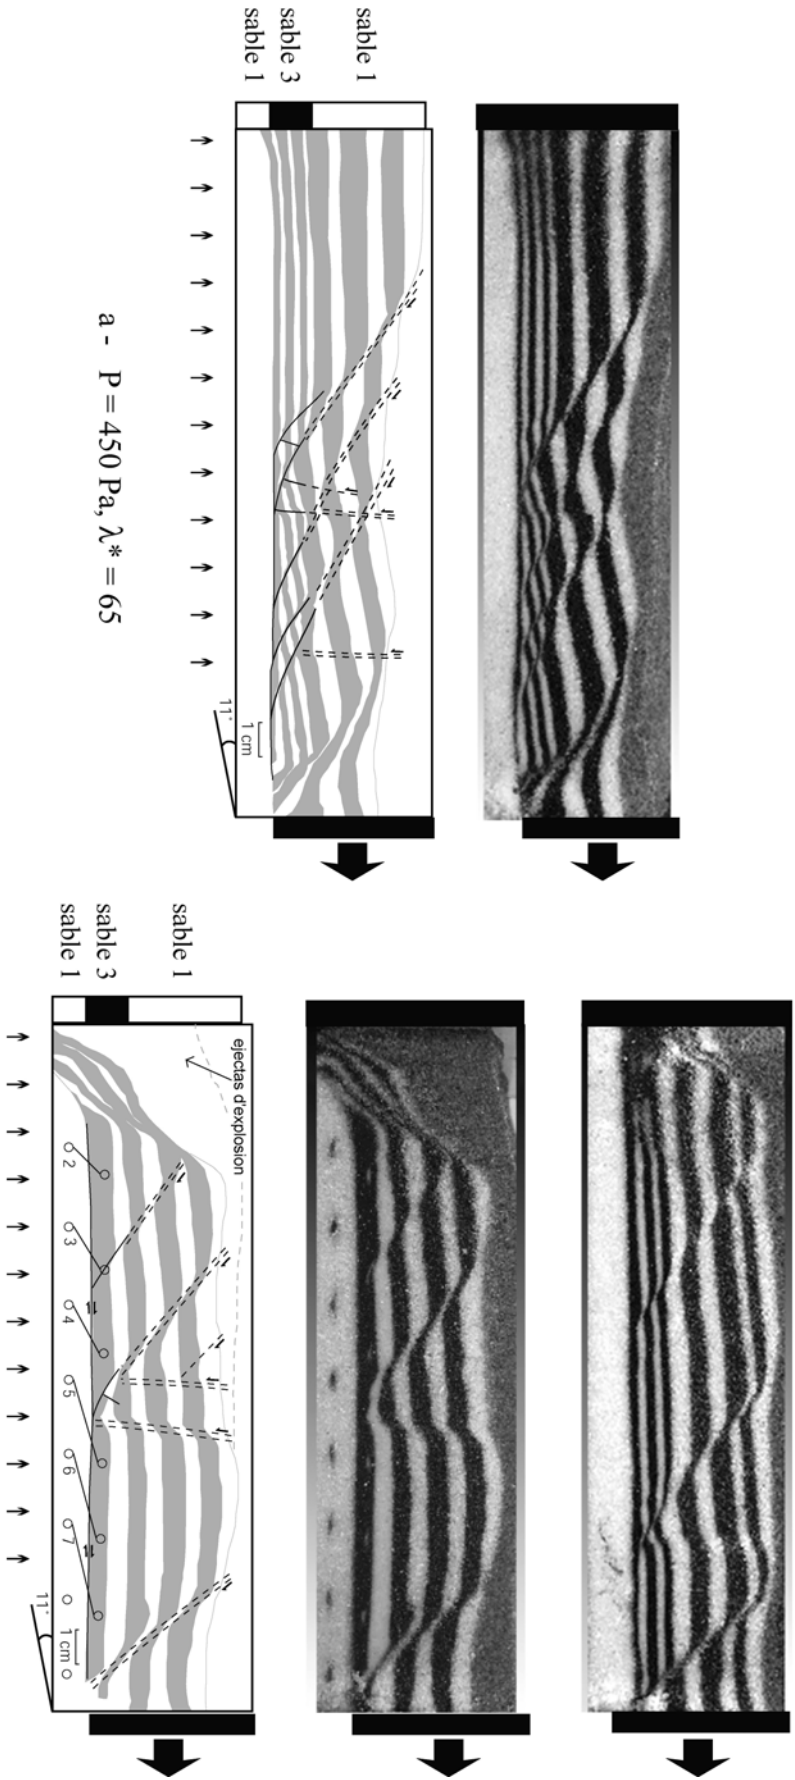 sable 1
sable 3
sable 1
11°
1 cm
a - P = 450 Pa, λ* = 65
sable 1
sable 3
sable 1
ejectas d'explosion
2
3
4
5
6
7
11°
1 cm